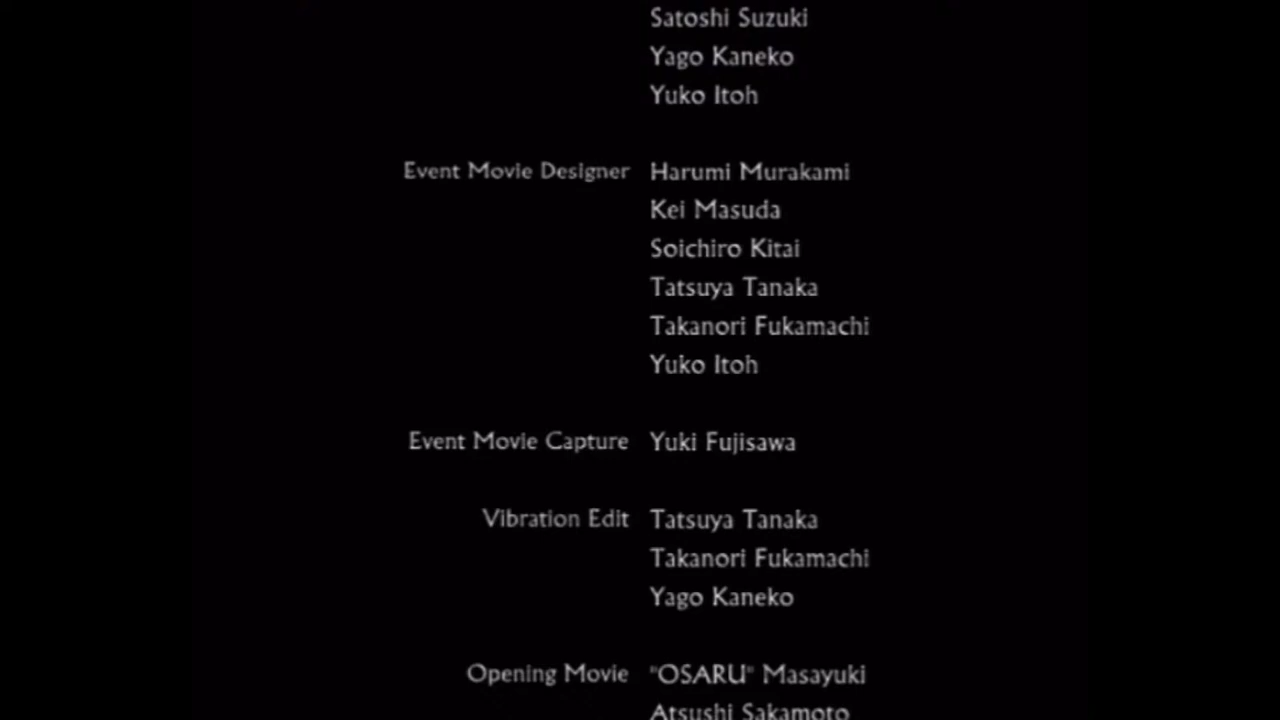 Satoshi Suzuki
Yago Kaneko
Yuko Itoh
Event Movie Designer Harumi Murakami
Kei Masuda
Soichiro Kitai
Tatsuya Tanaka
Takanori Fukamachi
Yuko Itoh
Event Movie Capture Yuki Fujisawa
Vibration Edit Tatsuya Tanaka
Takanori Fukamachi
Yago Kaneko
Opening Movie "OSARU" Masayuki
Atsushi Sakamoto